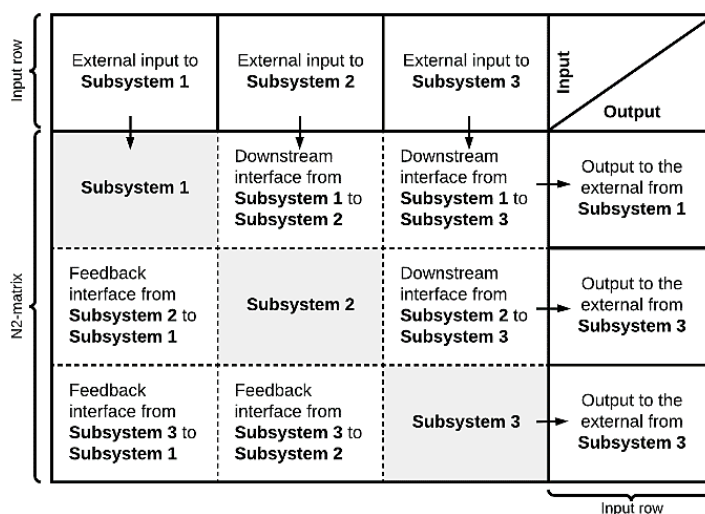 Input row
External input to
Subsystem 1
External input to
Subsystem 2
External input to
Subsystem 3
Input
Output
N2-matrix
Subsystem 1
Downstream
interface from
Subsystem 1 to
Subsystem 2
Downstream
interface from
Subsystem 1 to
Subsystem 3
Output to the
external from
Subsystem 1
Feedback
interface from
Subsystem 2 to
Subsystem 1
Subsystem 2
Downstream
interface from
Subsystem 2 to
Subsystem 3
Output to the
external from
Subsystem 3
Feedback
interface from
Subsystem 3 to
Subsystem 1
Feedback
interface from
Subsystem 3 to
Subsystem 2
Subsystem 3
Output to the
external from
Subsystem 3
Input row